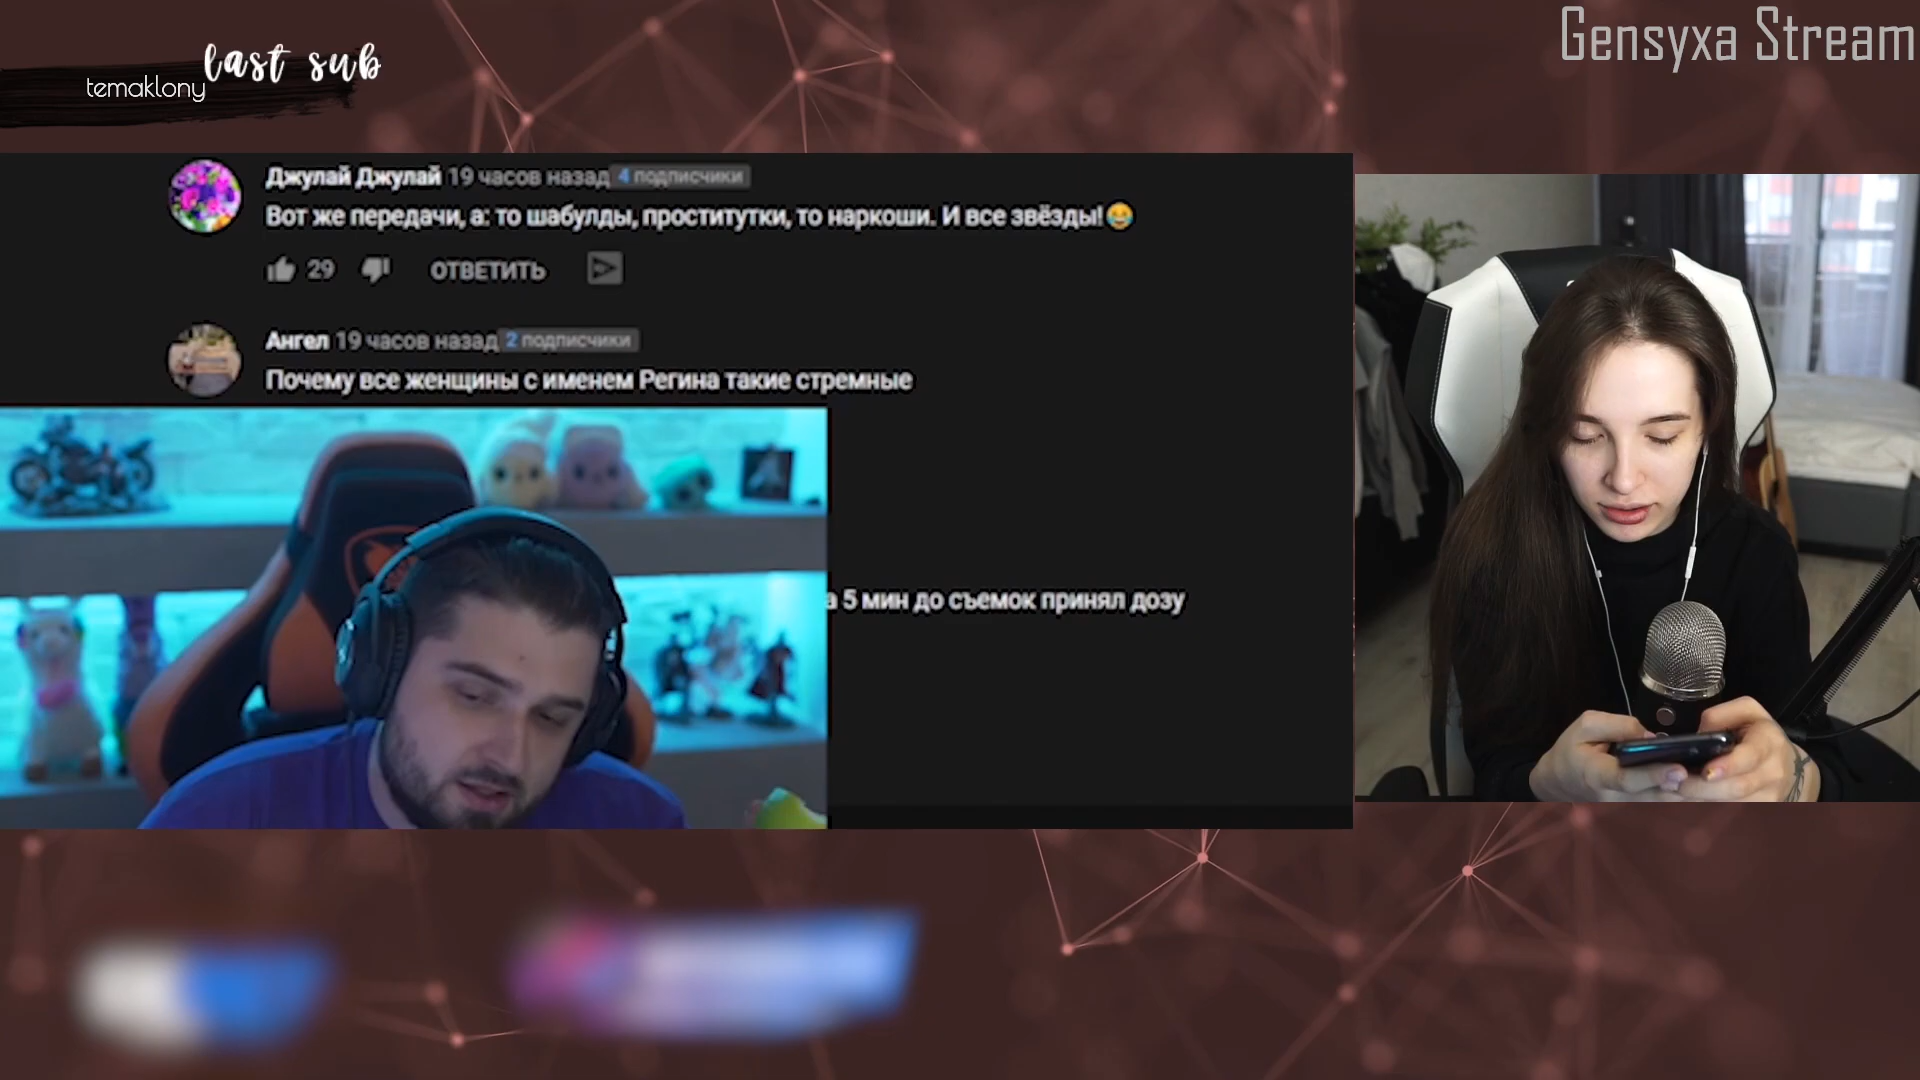 last sub
temaklony
Gensyxa Stream
Джулай Джулай 19 часов назад 4 подписчики
Вот же передачи, а: то шабулды, проститутки, то наркоши. И все звёзды!😂
29 ОТВЕТИТЬ
Ангел 19 часов назад 2 подписчики
Почему все женщины с именем Регина такие стремные
а 5 мин до съемок принял дозу